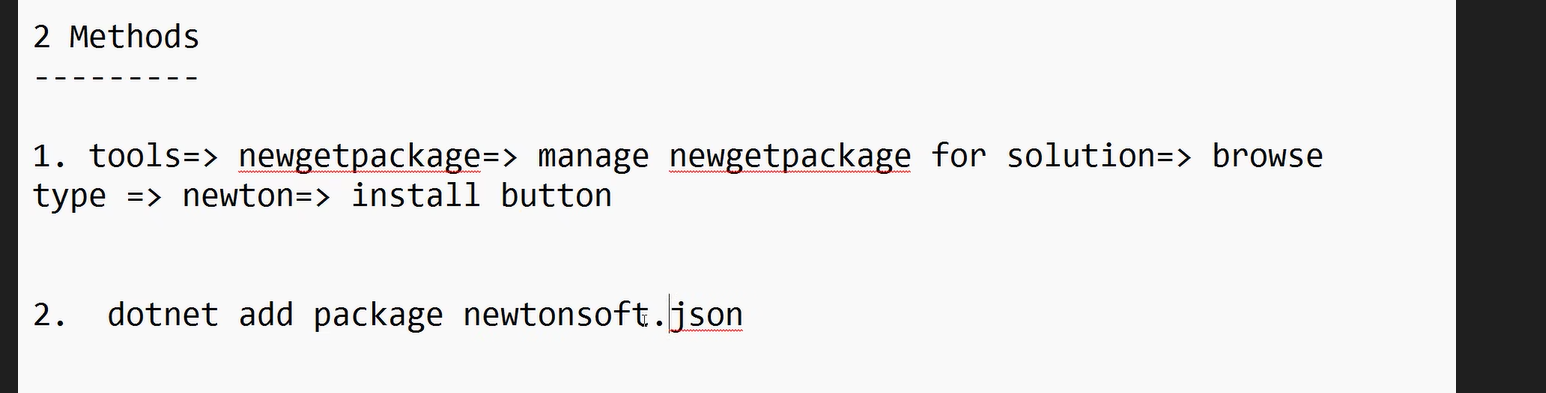 2 Methods
---------
1. tools=> newgetpackage=> manage newgetpackage for solution=> browse
type => newton=> install button
2.  dotnet add package newtonsoft.json